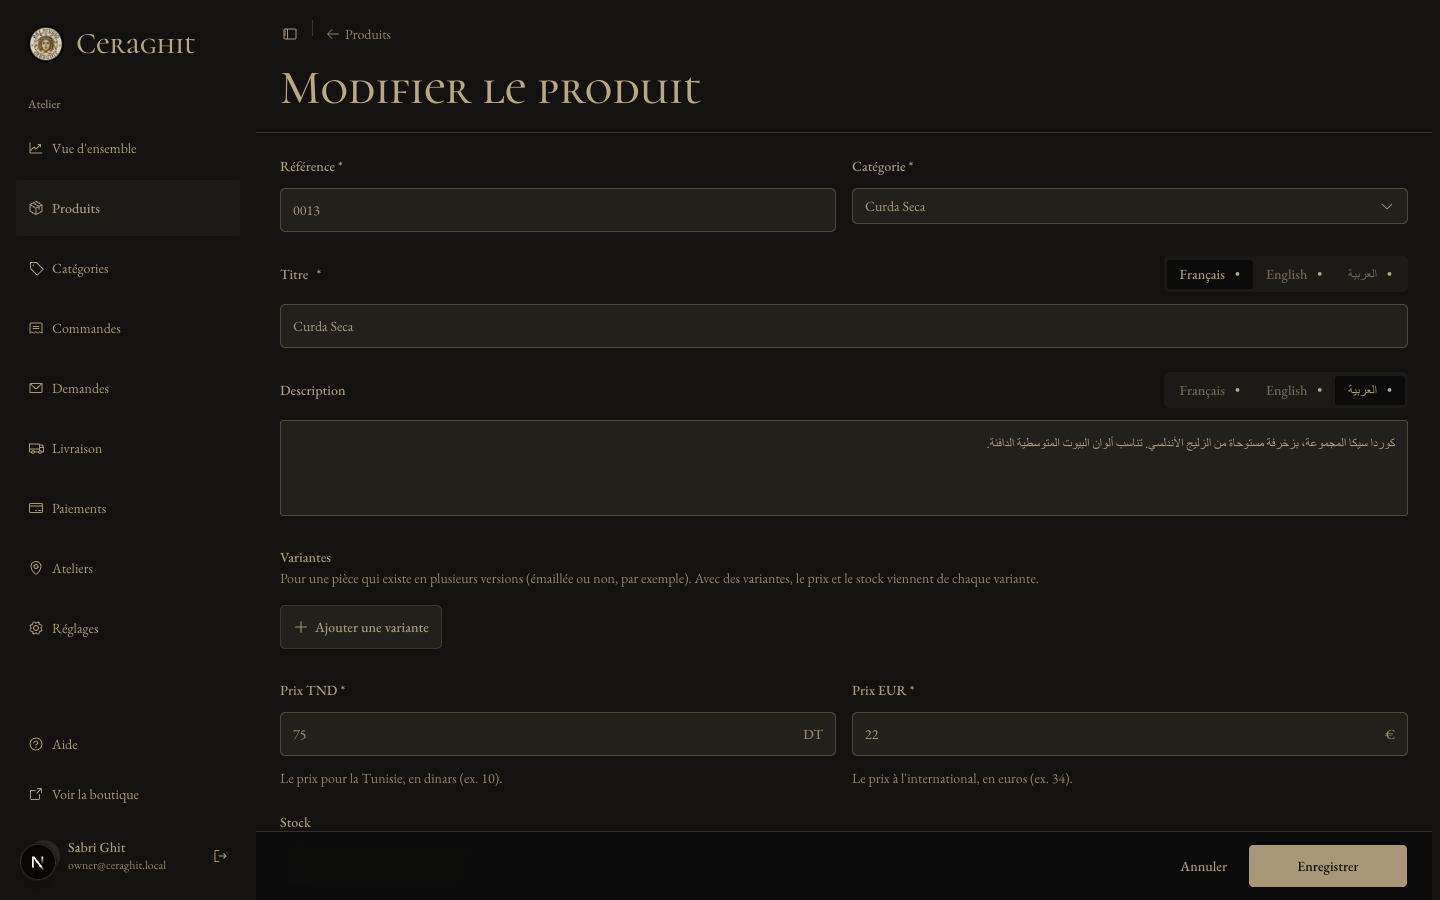 Ceraghit
Atelier
Vue d'ensemble
Produits
Catégories
Commandes
Demandes
Livraison
Paiements
Ateliers
Réglages
Aide
Voir la boutique
N
Sabri Ghit
owner@ceraghit.local
← Produits
Modifier le produit
Référence *
0013
Catégorie *
Curda Seca
Titre *
Français • English • العربية •
Curda Seca
Description
Français • English • العربية •
كوردا سيكا المجموعة، بزخرفة مستوحاة من الزليج الأندلسي. تناسب ألوان البيوت المتوسطية الدافئة.
Variantes
Pour une pièce qui existe en plusieurs versions (émaillée ou non, par exemple). Avec des variantes, le prix et le stock viennent de chaque variante.
+ Ajouter une variante
Prix TND *
75 DT
Le prix pour la Tunisie, en dinars (ex. 10).
Prix EUR *
22 €
Le prix à l'international, en euros (ex. 34).
Stock
Annuler
Enregistrer